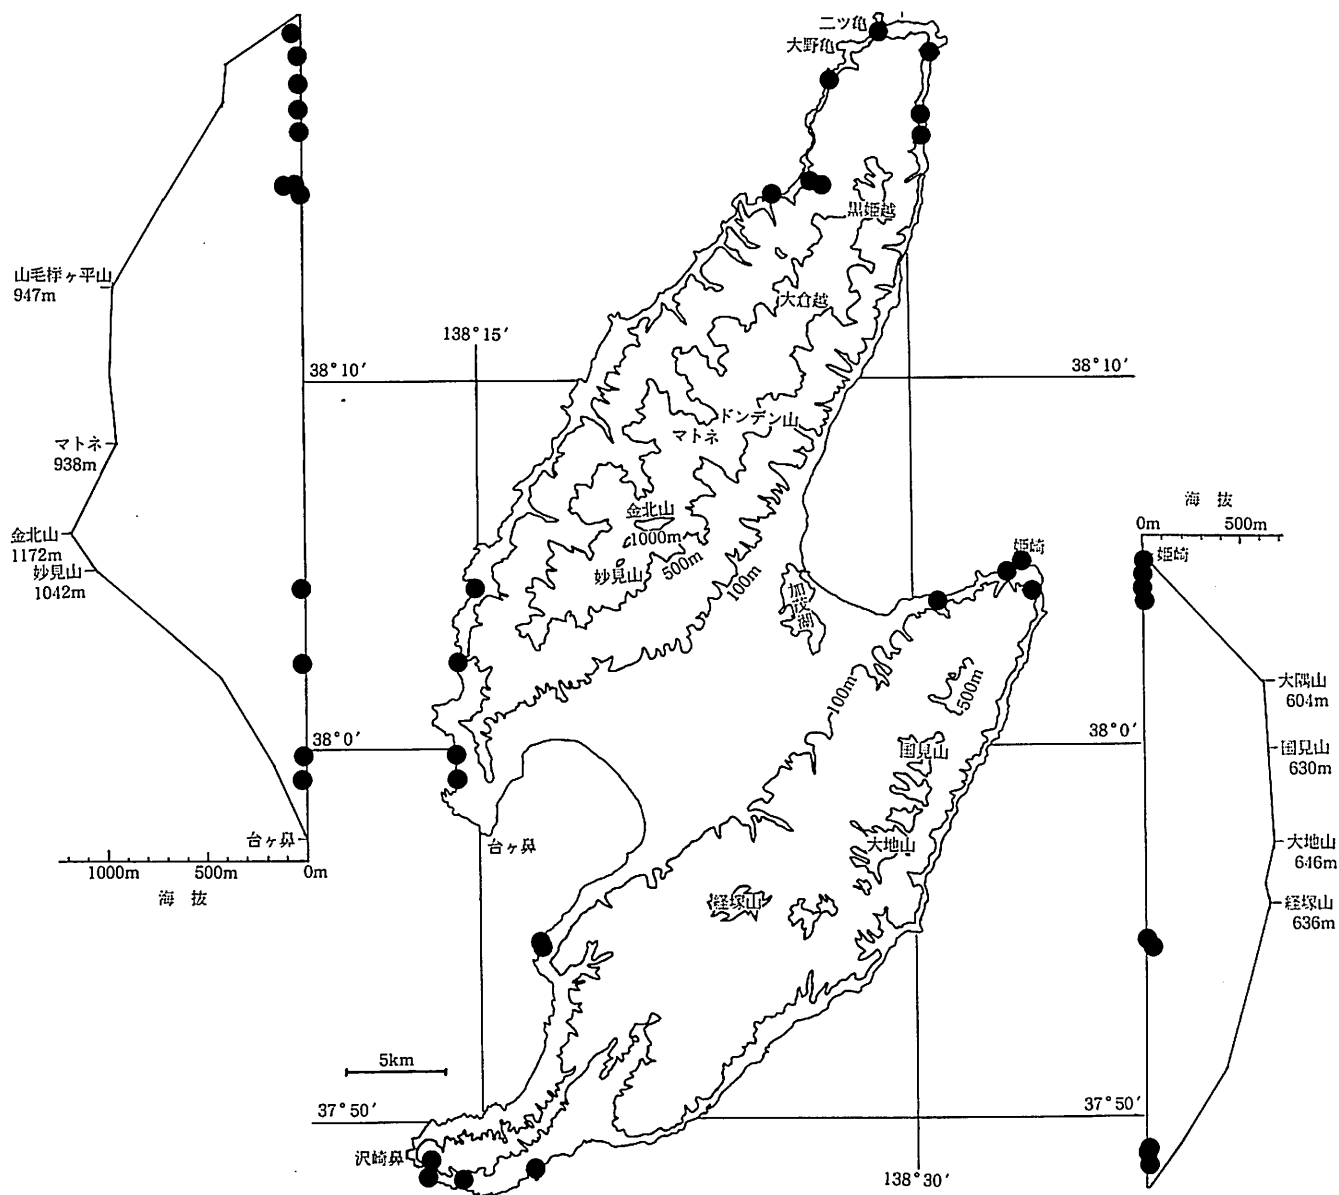 二ツ亀
大野亀
黒姫越
山毛欅ヶ平山
947m
大倉越
138°15′
38°10′
38°10′
ドンデン山
マトネ
マトネ
938m
海抜
0m
500m
金北山
1172m
妙見山
1042m
金北山
1000m
妙見山
500m
100m
姫崎
姫崎
加茂湖
100m
500m
大隅山
604m
38°0′
38°0′
国見山
国見山
630m
台ヶ鼻
台ヶ鼻
大地山
大地山
646m
1000m
500m
0m
海抜
経塚山
経塚山
636m
5km
37°50′
37°50′
沢崎鼻
138°30′